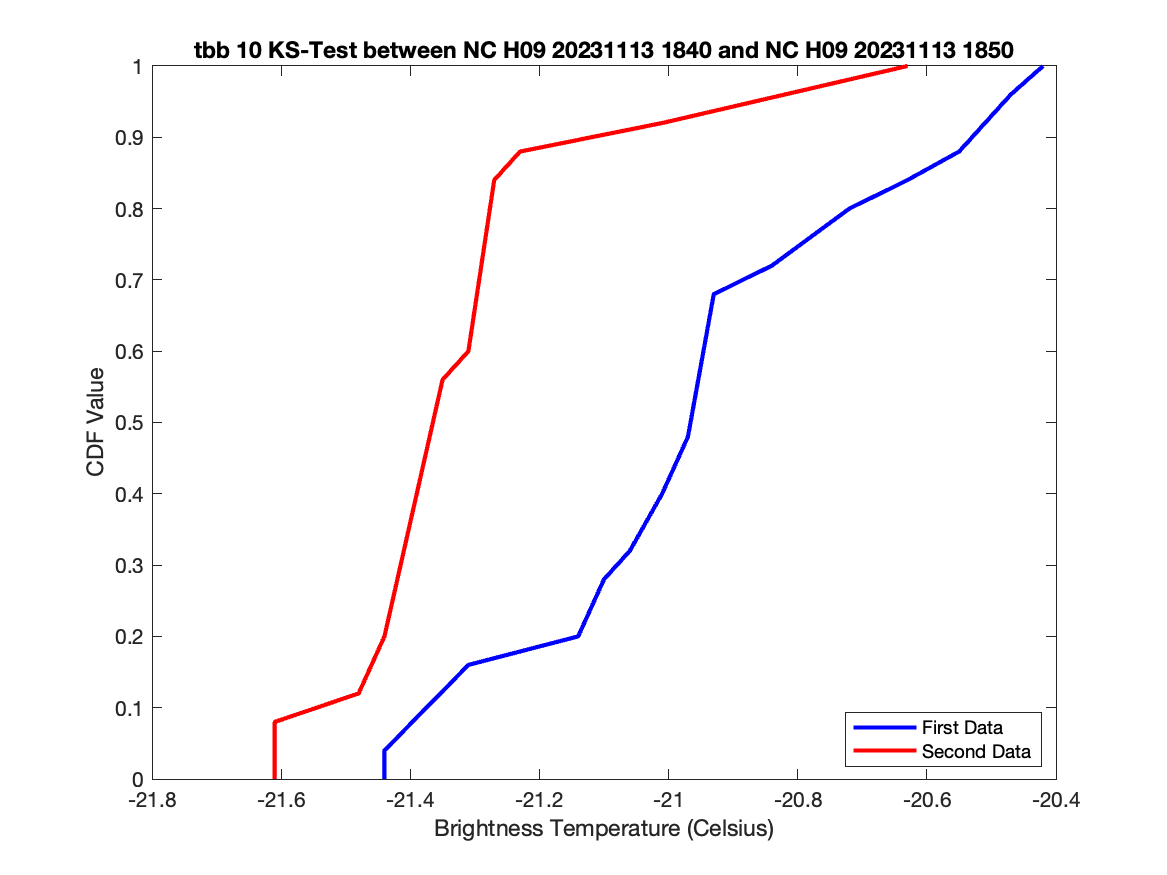 tbb 10 KS-Test between NC H09 20231113 1840 and NC H09 20231113 1850
1
0.9
0.8
0.7
0.6
0.5
0.4
0.3
0.2
0.1
0
CDF Value
First Data
Second Data
-21.8 -21.6 -21.4 -21.2 -21 -20.8 -20.6 -20.4
Brightness Temperature (Celsius)